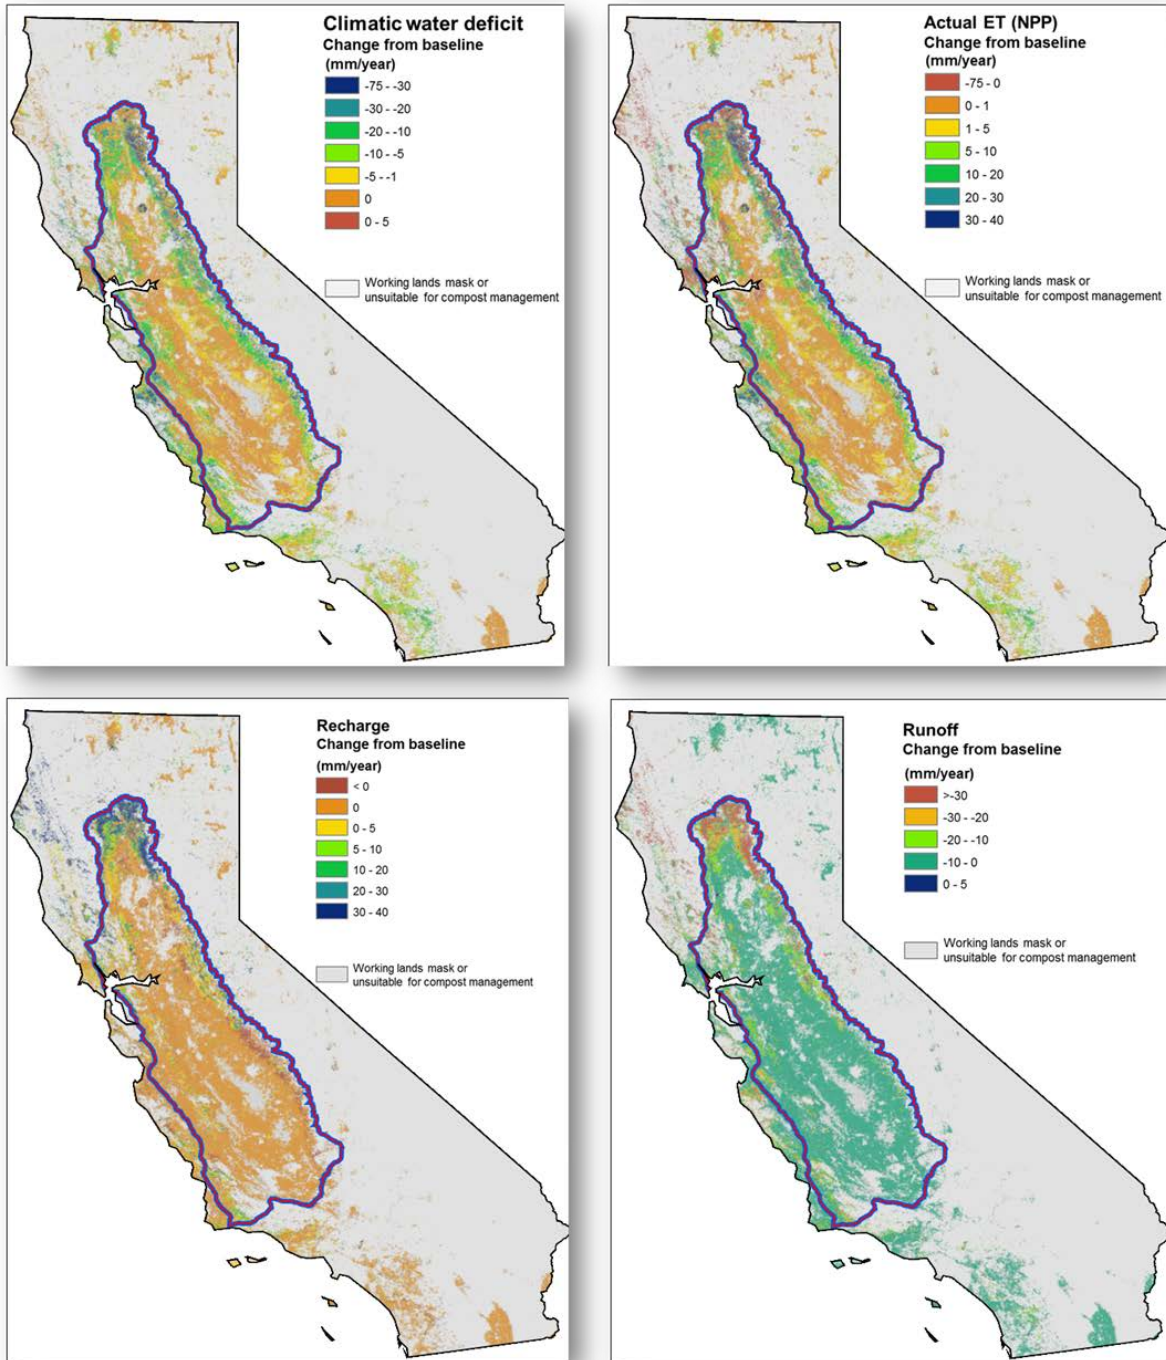 Climatic water deficit
Change from baseline
(mm/year)
-75 - -30
-30 - -20
-20 - -10
-10 - -5
-5 - -1
0
0 - 5
Working lands mask or
unsuitable for compost management
Actual ET (NPP)
Change from baseline
(mm/year)
-75 - 0
0 - 1
1 - 5
5 - 10
10 - 20
20 - 30
30 - 40
Working lands mask or
unsuitable for compost management
Recharge
Change from baseline
(mm/year)
< 0
0
0 - 5
5 - 10
10 - 20
20 - 30
30 - 40
Working lands mask or
unsuitable for compost management
Runoff
Change from baseline
(mm/year)
>-30
-30 - -20
-20 - -10
-10 - 0
0 - 5
Working lands mask or
unsuitable for compost management